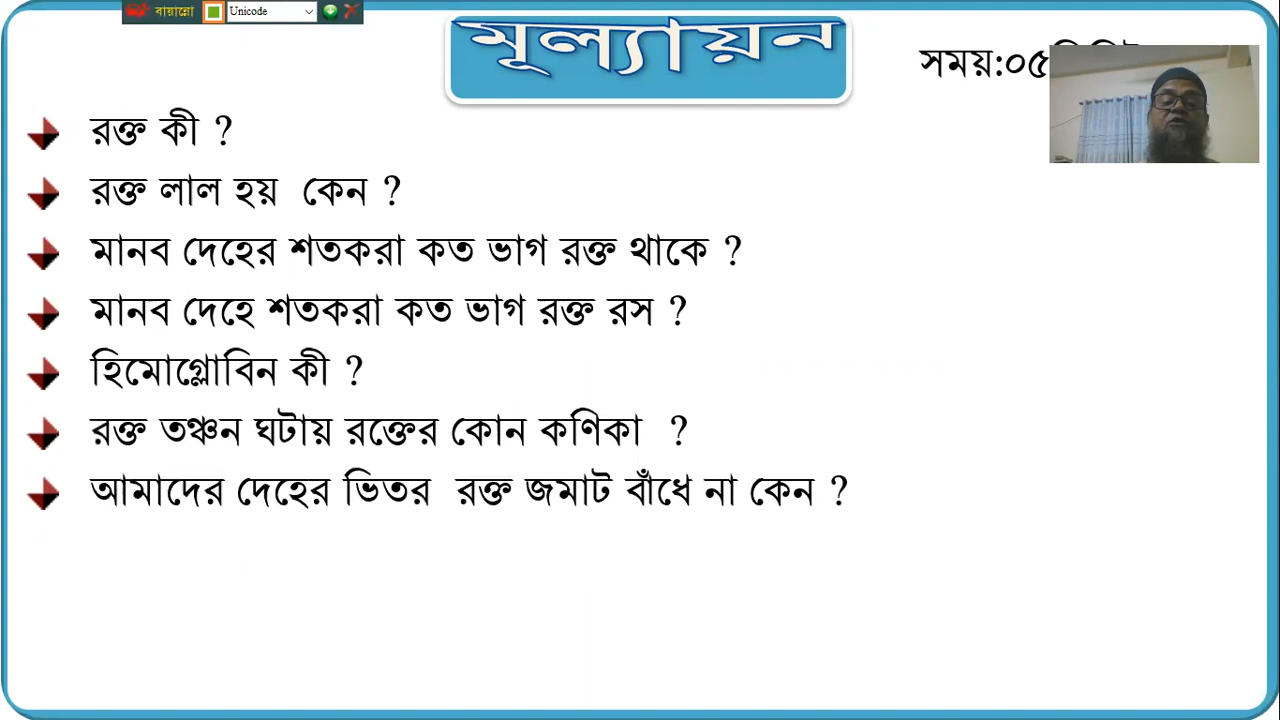 বায়ান্নো Unicode
মূল্যায়ন
সময়:০৫
রক্ত কী ?
রক্ত লাল হয় কেন ?
মানব দেহের শতকরা কত ভাগ রক্ত থাকে ?
মানব দেহে শতকরা কত ভাগ রক্ত রস ?
হিমোগ্লোবিন কী ?
রক্ত তঞ্চন ঘটায় রক্তের কোন কণিকা ?
আমাদের দেহের ভিতর রক্ত জমাট বাঁধে না কেন ?